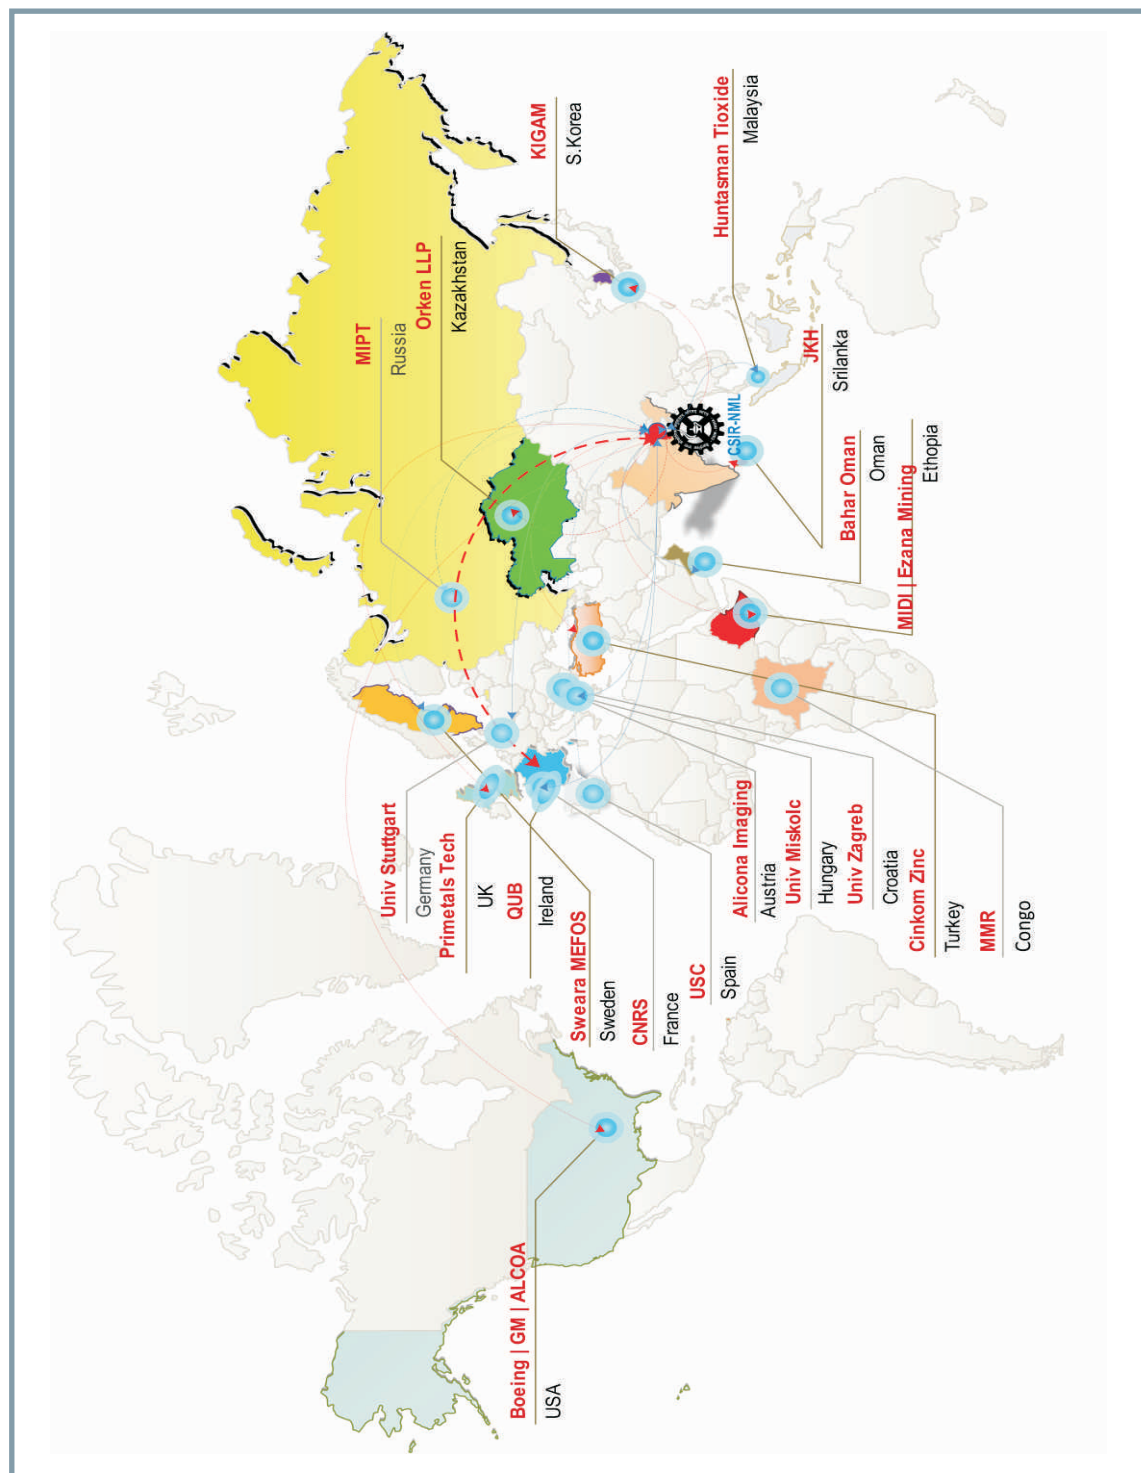 Boeing | GM | ALCOA
USA
Univ Stuttgart
Germany
Primetals Tech
UK
QUB
Ireland
Sweara MEFOS
Sweden
CNRS
France
USC
Spain
Alicona Imaging
Austria
Univ Miskolc
Hungary
Univ Zagreb
Croatia
Cinkom Zinc
Turkey
MMR
Congo
MIPT
Russia
Orken LLP
Kazakhstan
KIGAM
S.Korea
Huntasman Tioxide
Malaysia
CSIR-NML
JKH
Srilanka
Bahar Oman
Oman
MIDI | Ezana Mining
Ethopia